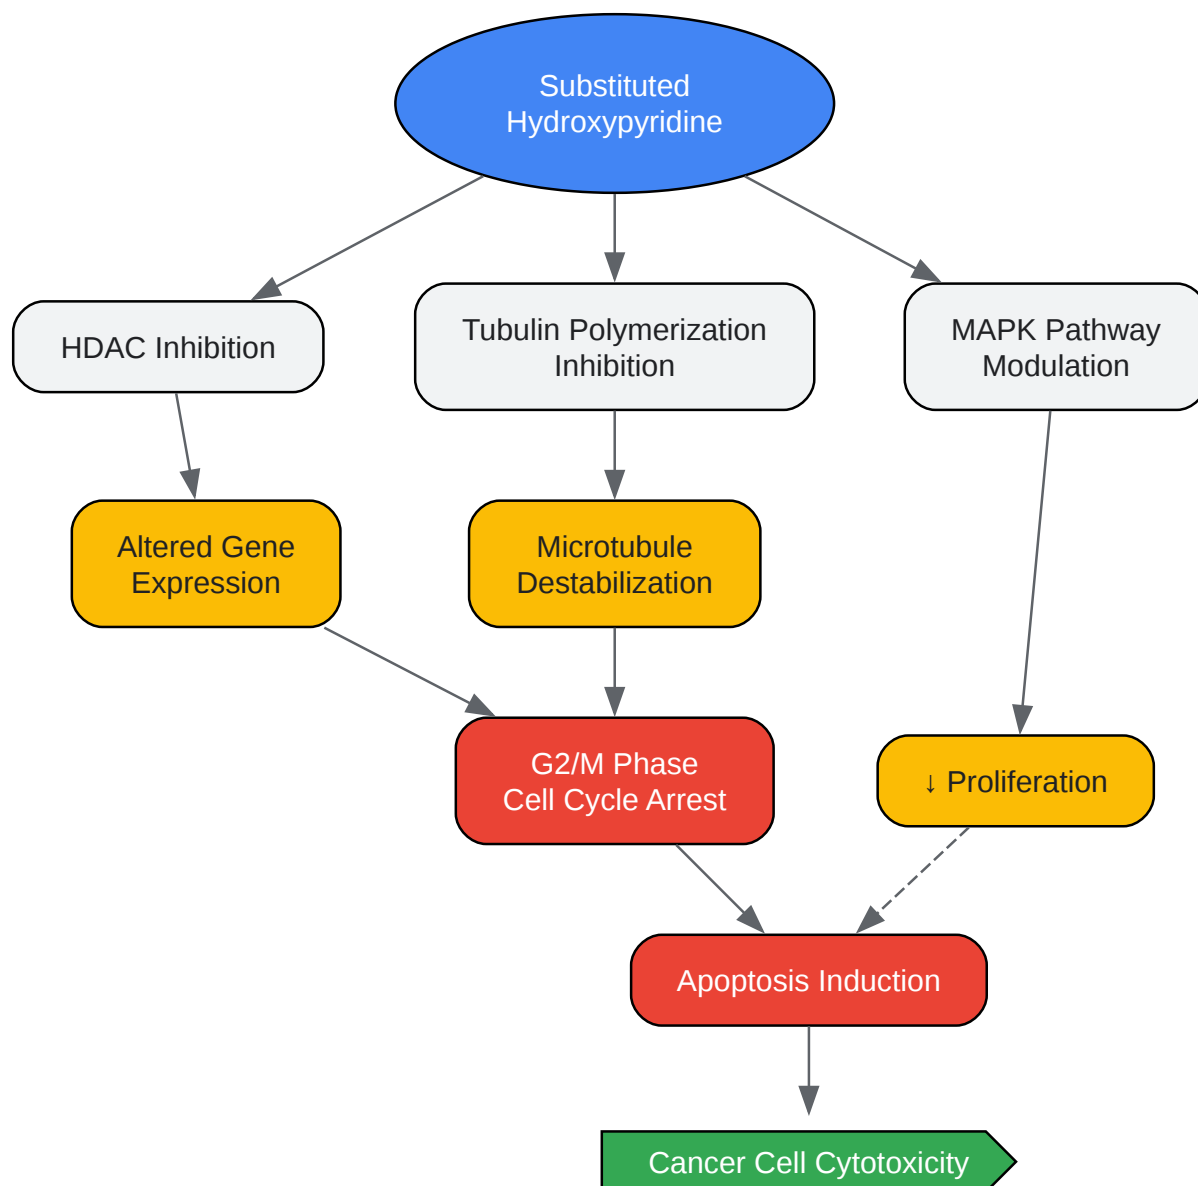 Substituted
Hydroxypyridine
HDAC Inhibition
Tubulin Polymerization
Inhibition
MAPK Pathway
Modulation
Altered Gene
Expression
Microtubule
Destabilization
G2/M Phase
Cell Cycle Arrest
↓ Proliferation
Apoptosis Induction
Cancer Cell Cytotoxicity